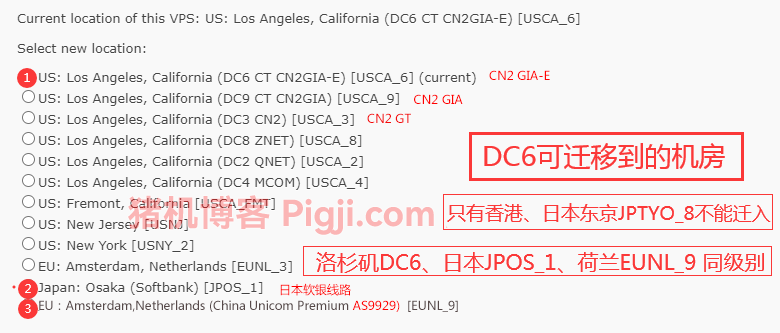 Current location of this VPS: US: Los Angeles, California (DC6 CT CN2GIA-E) [USCA_6]
Select new location:
1 US: Los Angeles, California (DC6 CT CN2GIA-E) [USCA_6] (current) CN2 GIA-E
US: Los Angeles, California (DC9 CT CN2GIA) [USCA_9] CN2 GIA
US: Los Angeles, California (DC3 CN2) [USCA_3] CN2 GT
US: Los Angeles, California (DC8 ZNET) [USCA_8]
DC6可迁移到的机房
US: Los Angeles, California (DC2 QNET) [USCA_2]
US: Los Angeles, California (DC4 MCOM) [USCA_4]
US: Fremont, California [USCA_FMT]
猪机博客 Pigji.com
只有香港、日本东京JPTYO_8不能迁入
US: New Jersey [USNJ]
US: New York [USNY_2]
EU: Amsterdam, Netherlands [EUNL_3]
洛杉矶DC6、日本JPOS_1、荷兰EUNL_9 同级别
2 Japan: Osaka (Softbank) [JPOS_1] 日本软银线路
3 EU : Amsterdam,Netherlands (China Unicom Premium AS9929) [EUNL_9]